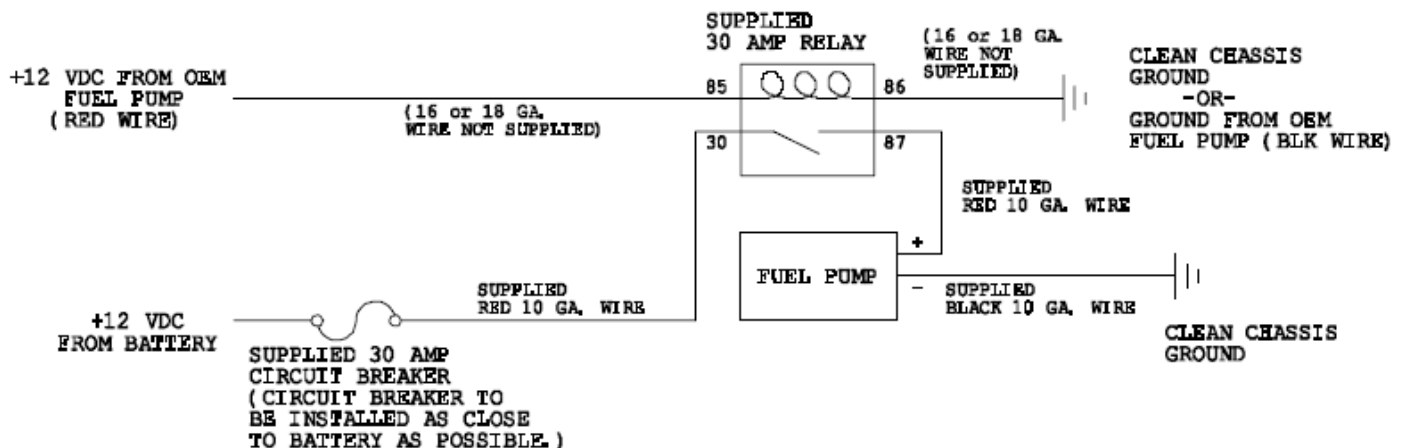 SUPPLIED
30 AMP RELAY
(16 or 18 GA.
WIRE NOT
SUPPLIED)
CLEAN CHASSIS
GROUND
-OR-
GROUND FROM OEM
FUEL PUMP (BLK WIRE)
+12 VDC FROM OEM
FUEL PUMP
(RED WIRE)
85
86
(16 or 18 GA.
WIRE NOT SUPPLIED)
30
87
SUPPLIED
RED 10 GA. WIRE
FUEL PUMP
+
-
SUPPLIED
BLACK 10 GA. WIRE
CLEAN CHASSIS
GROUND
SUPPLIED
RED 10 GA. WIRE
+12 VDC
FROM BATTERY
SUPPLIED 30 AMP
CIRCUIT BREAKER
(CIRCUIT BREAKER TO
BE INSTALLED AS CLOSE
TO BATTERY AS POSSIBLE.)